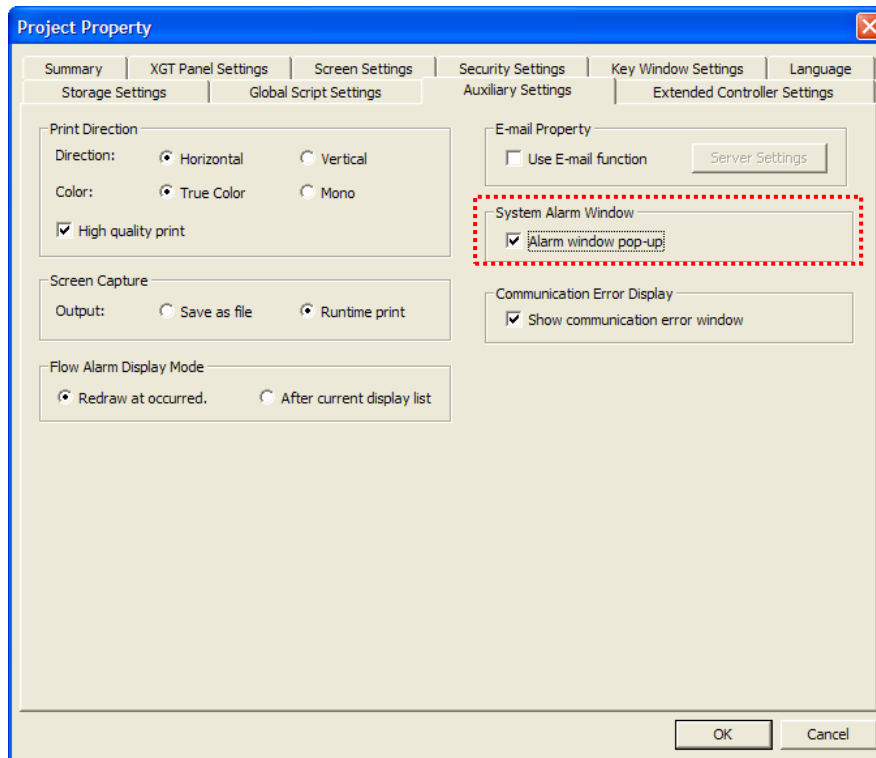 Project Property
Summary XGT Panel Settings Screen Settings Security Settings Key Window Settings Language
Storage Settings Global Script Settings Auxiliary Settings Extended Controller Settings
Print Direction
Direction: Horizontal Vertical
Color: True Color Mono
High quality print
Screen Capture
Output: Save as file Runtime print
Flow Alarm Display Mode
Redraw at occurred. After current display list
E-mail Property
Use E-mail function Server Settings
System Alarm Window
Alarm window pop-up
Communication Error Display
Show communication error window
OK Cancel